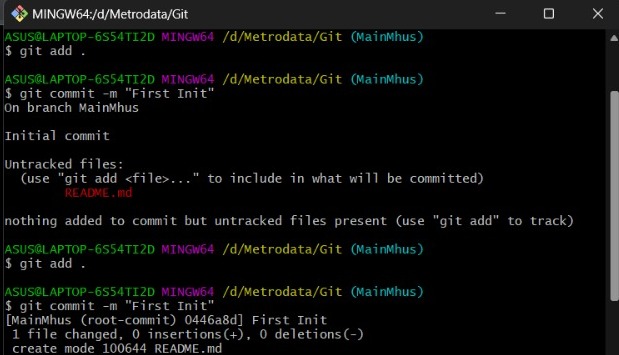 MINGW64:/d/Metrodata/Git
ASUS@LAPTOP-6S54TI2D MINGW64 /d/Metrodata/Git (MainMhus)
$ git add .
ASUS@LAPTOP-6S54TI2D MINGW64 /d/Metrodata/Git (MainMhus)
$ git commit -m "First Init"
On branch MainMhus
Initial commit
Untracked files:
(use "git add <file>..." to include in what will be committed)
README.md
nothing added to commit but untracked files present (use "git add" to track)
ASUS@LAPTOP-6S54TI2D MINGW64 /d/Metrodata/Git (MainMhus)
$ git add .
ASUS@LAPTOP-6S54TI2D MINGW64 /d/Metrodata/Git (MainMhus)
$ git commit -m "First Init"
[MainMhus (root-commit) 0446a8d] First Init
1 file changed, 0 insertions(+), 0 deletions(-)
create mode 100644 README.md